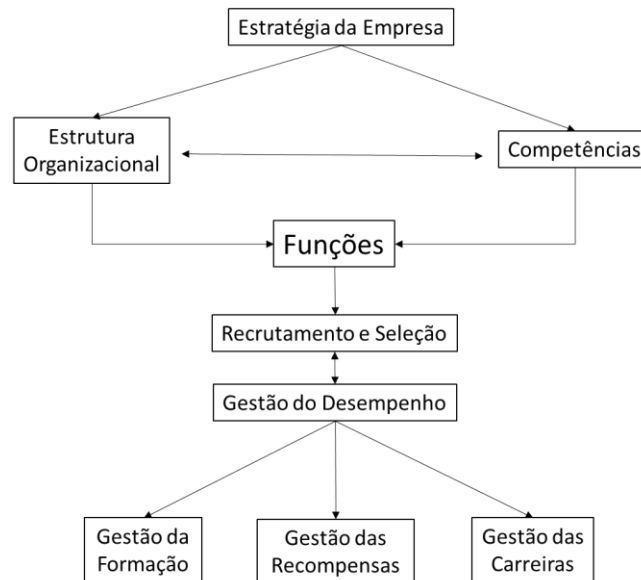 Estratégia da Empresa
Estrutura
Organizacional
Competências
Funções
Recrutamento e Seleção
Gestão do Desempenho
Gestão da
Formação
Gestão das
Recompensas
Gestão das
Carreiras